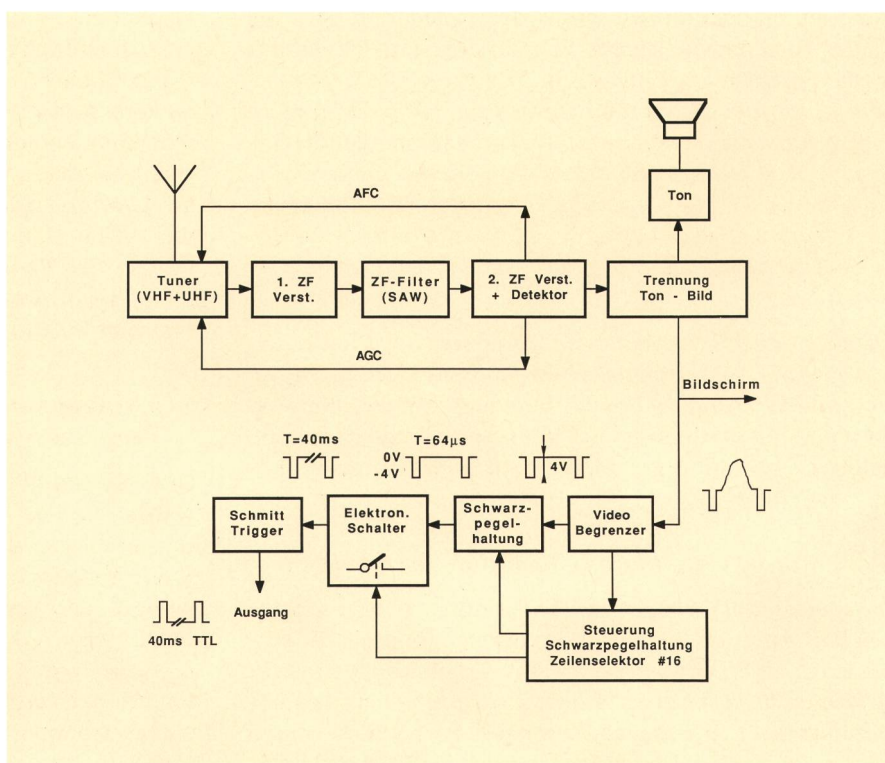 Ton
AFC
Tuner
(VHF+UHF)
1. ZF
Verst.
ZF-Filter
(SAW)
2. ZF Verst.
+ Detektor
Trennung
Ton - Bild
AGC
Bildschirm
T=40ms
T=64µs
0V
-4V
4V
Schmitt
Trigger
Elektron.
Schalter
Schwarz-
pegel-
haltung
Video
Begrenzer
Ausgang
40ms TTL
Steuerung
Schwarzpegelhaltung
Zeilenselektor #16